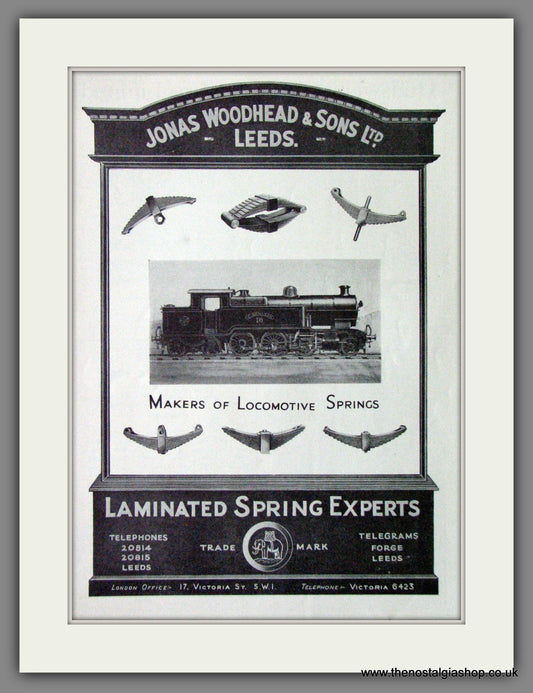 JONAS WOODHEAD & SONS LTD.
LEEDS.
16
MAKERS OF LOCOMOTIVE SPRINGS
LAMINATED SPRING EXPERTS
TELEPHONES
20814
20815
LEEDS
TRADE MARK
TELEGRAMS
FORGE
LEEDS
LONDON OFFICE:- 17, VICTORIA ST. S.W.1. TELEPHONE:- VICTORIA 6423
www.thenostalgiashop.co.uk